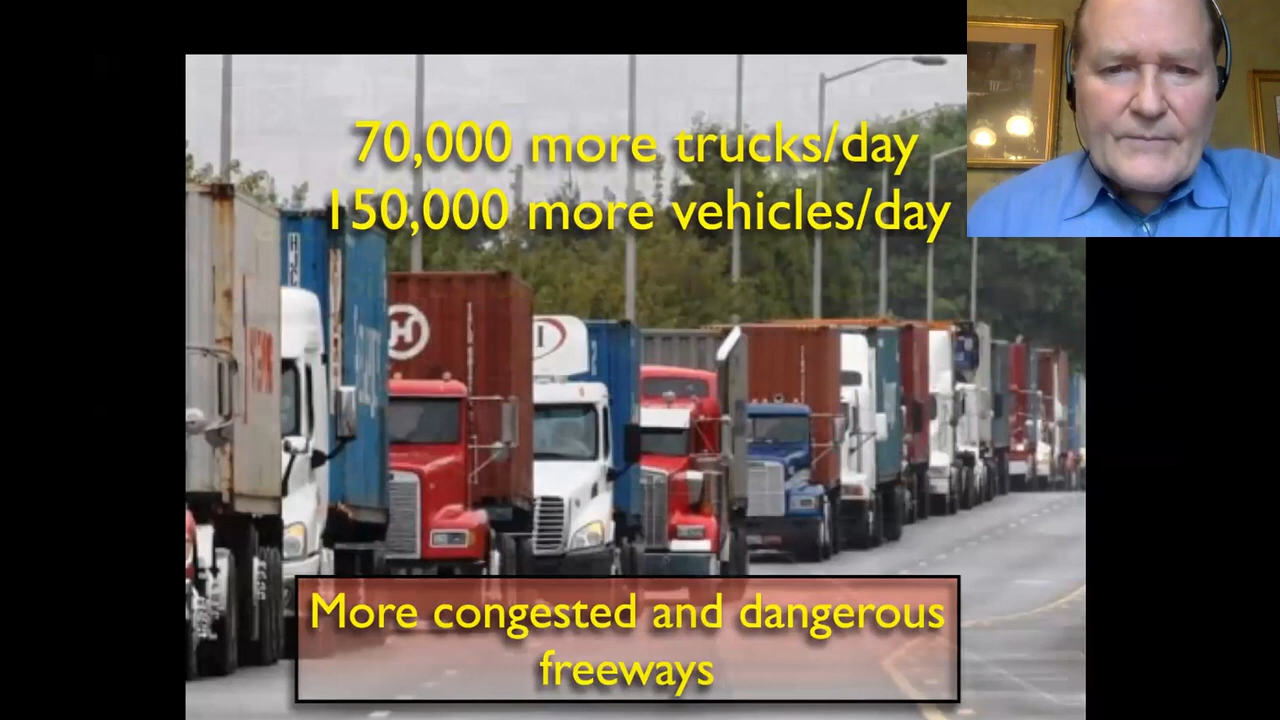 70,000 more trucks/day
150,000 more vehicles/day
More congested and dangerous
freeways
H